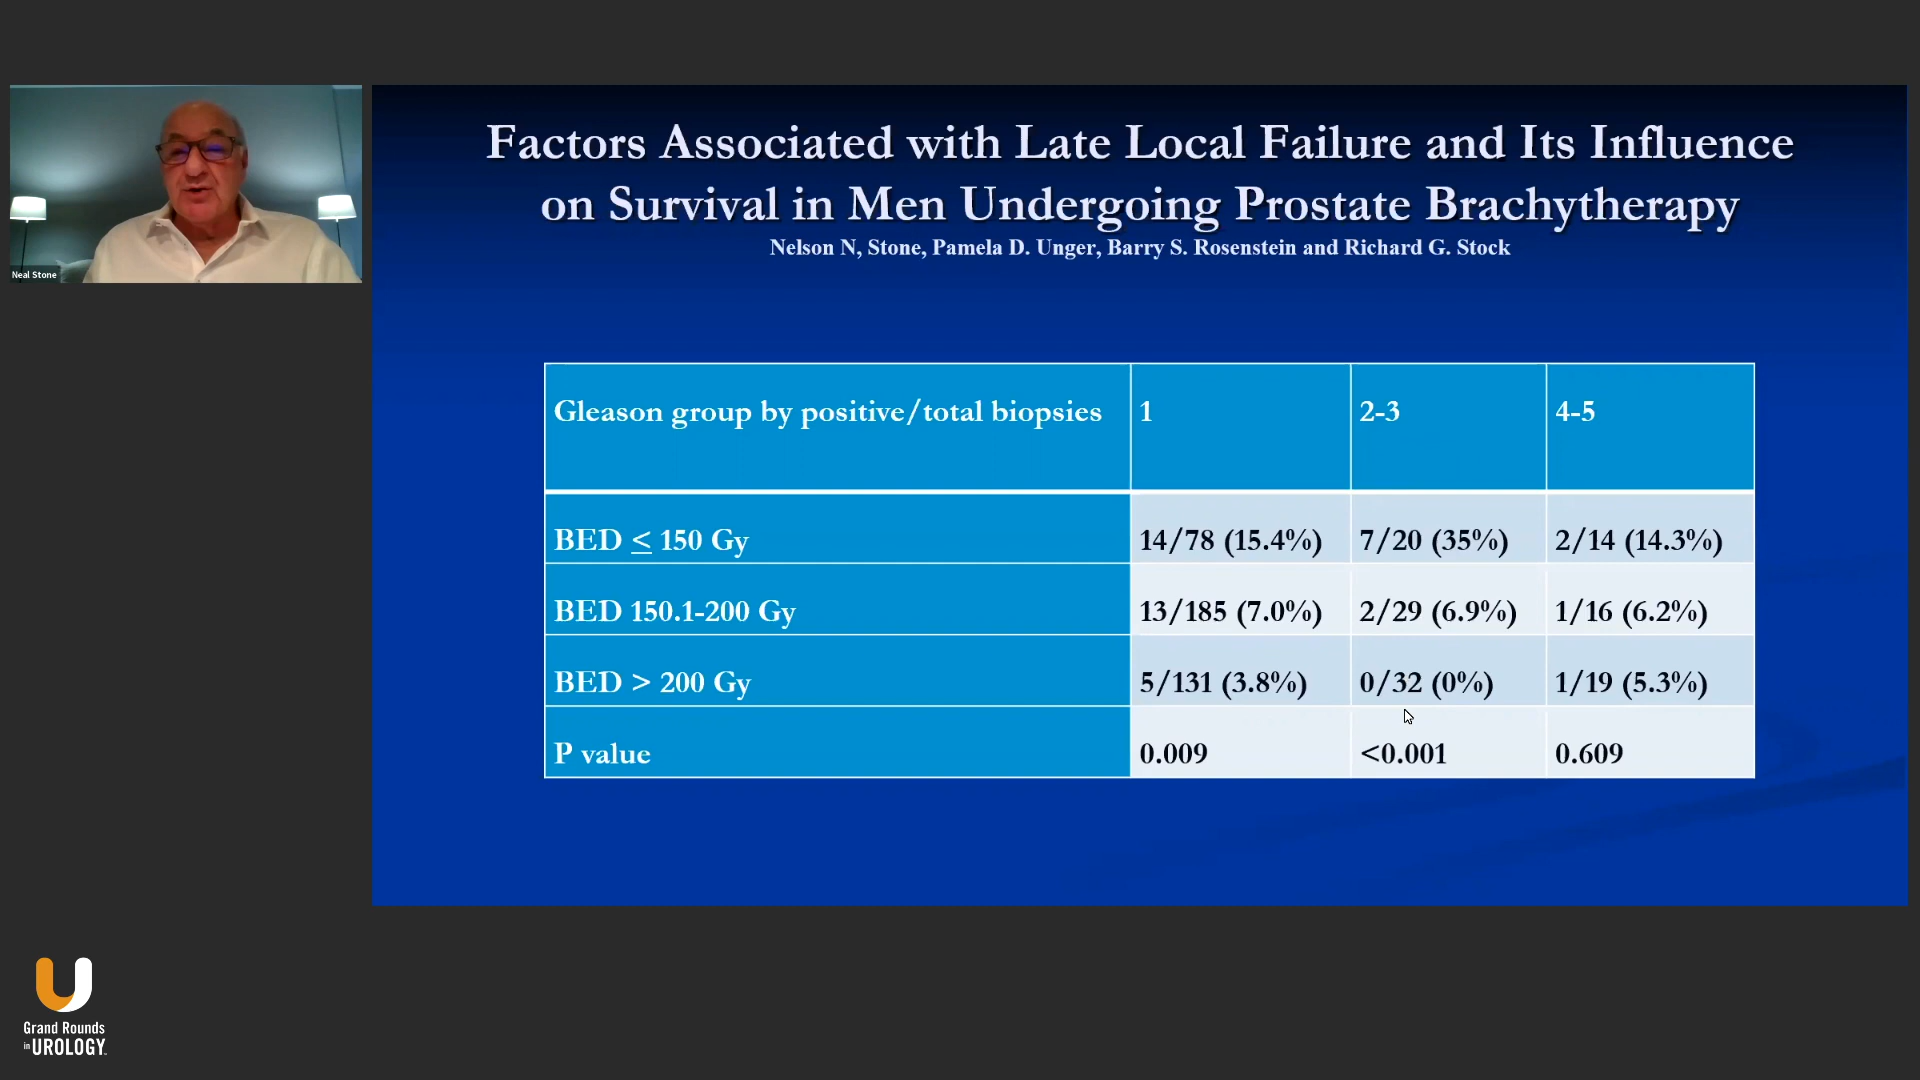 Factors Associated with Late Local Failure and Its Influence
on Survival in Men Undergoing Prostate Brachytherapy
Nelson N, Stone, Pamela D. Unger, Barry S. Rosenstein and Richard G. Stock
Neal Stone
Gleason group by positive/total biopsies 1 2-3 4-5
BED ≤ 150 Gy 14/78 (15.4%) 7/20 (35%) 2/14 (14.3%)
BED 150.1-200 Gy 13/185 (7.0%) 2/29 (6.9%) 1/16 (6.2%)
BED > 200 Gy 5/131 (3.8%) 0/32 (0%) 1/19 (5.3%)
P value 0.009 <0.001 0.609
Grand Rounds
in UROLOGY